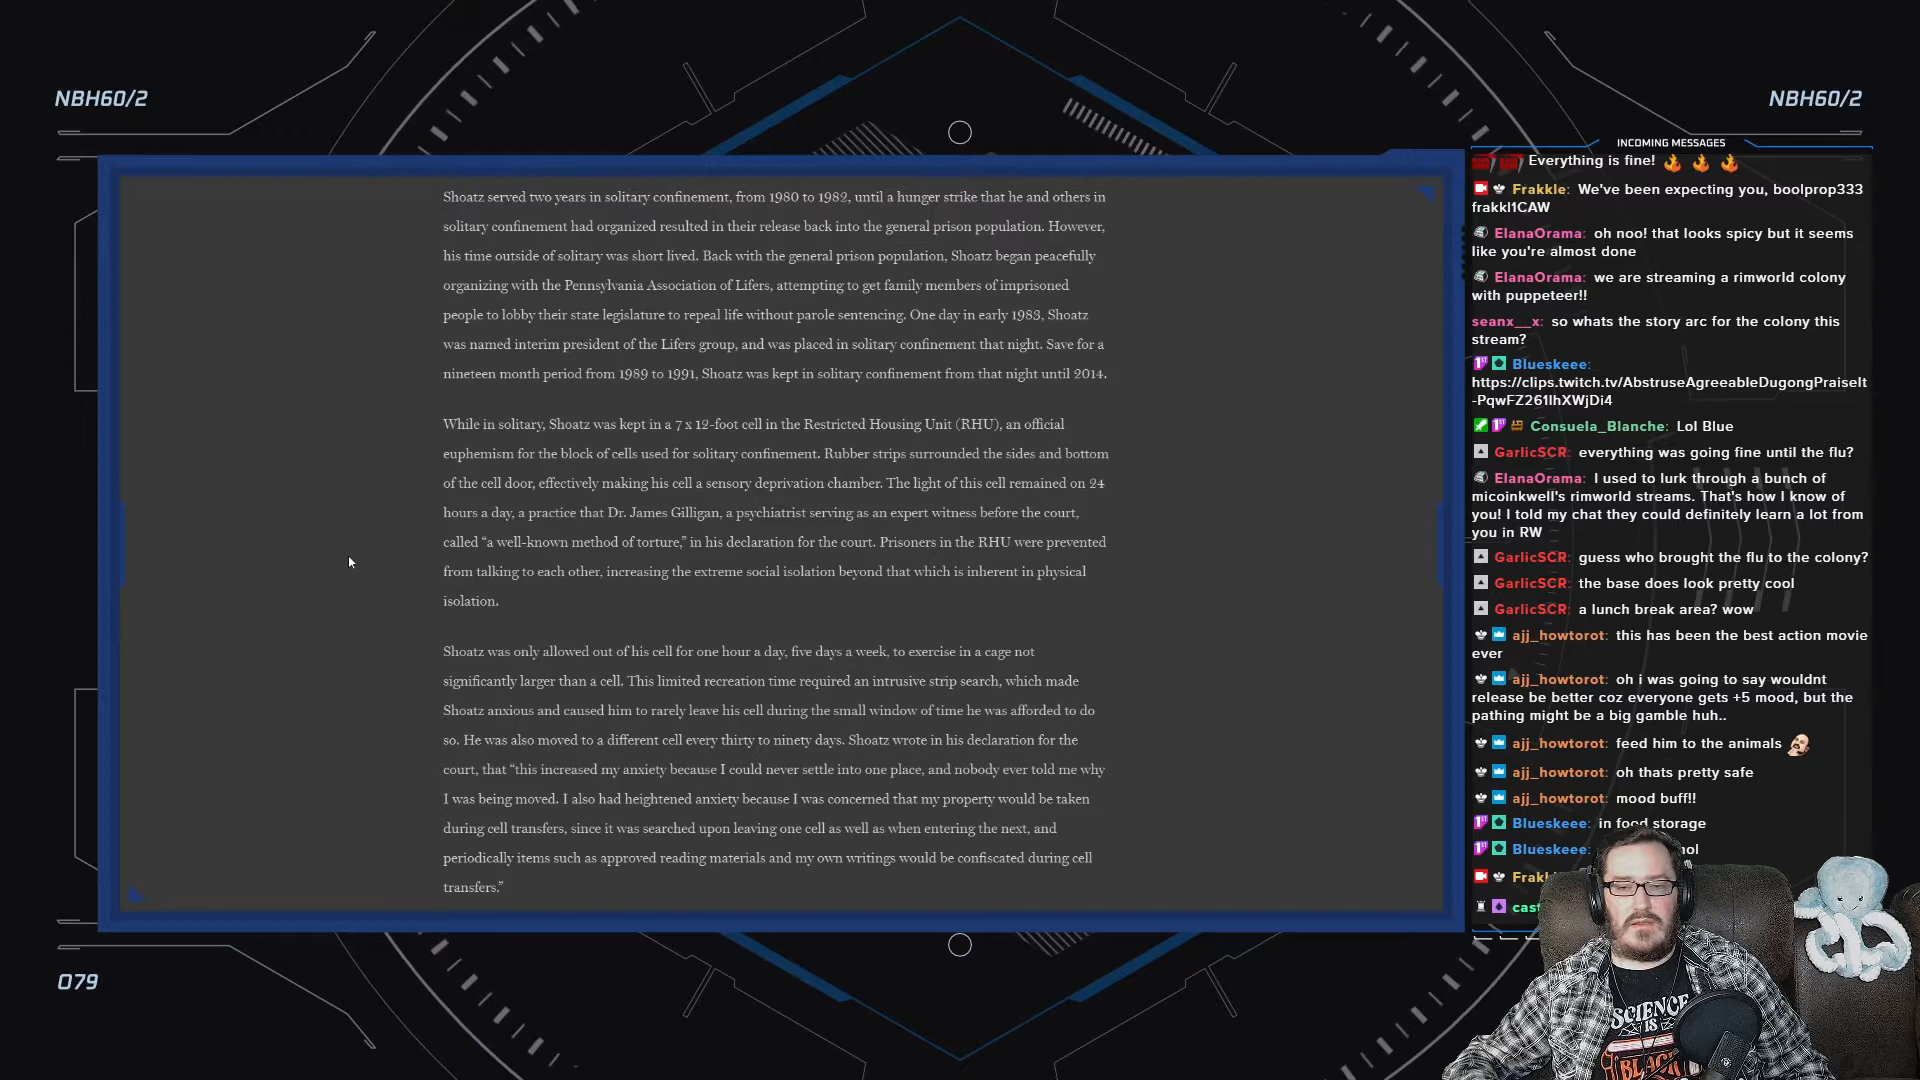 NBH60/2
NBH60/2
Shoatz served two years in solitary confinement, from 1980 to 1982, until a hunger strike that he and others in
solitary confinement had organized resulted in their release back into the general prison population. However,
his time outside of solitary was short lived. Back with the general prison population, Shoatz began peacefully
organizing with the Pennsylvania Association of Lifers, attempting to get family members of imprisoned
people to lobby their state legislature to repeal life without parole sentencing. One day in early 1983, Shoatz
was named interim president of the Lifers group, and was placed in solitary confinement that night. Save for a
nineteen month period from 1989 to 1991, Shoatz was kept in solitary confinement from that night until 2014.
While in solitary, Shoatz was kept in a 7 x 12-foot cell in the Restricted Housing Unit (RHU), an official
euphemism for the block of cells used for solitary confinement. Rubber strips surrounded the sides and bottom
of the cell door, effectively making his cell a sensory deprivation chamber. The light of this cell remained on 24
hours a day, a practice that Dr. James Gilligan, a psychiatrist serving as an expert witness before the court,
called “a well-known method of torture,” in his declaration for the court. Prisoners in the RHU were prevented
from talking to each other, increasing the extreme social isolation beyond that which is inherent in physical
isolation.
Shoatz was only allowed out of his cell for one hour a day, five days a week, to exercise in a cage not
significantly larger than a cell. This limited recreation time required an intrusive strip search, which made
Shoatz anxious and caused him to rarely leave his cell during the small window of time he was afforded to do
so. He was also moved to a different cell every thirty to ninety days. Shoatz wrote in his declaration for the
court, that “this increased my anxiety because I could never settle into one place, and nobody ever told me why
I was being moved. I also had heightened anxiety because I was concerned that my property would be taken
during cell transfers, since it was searched upon leaving one cell as well as when entering the next, and
periodically items such as approved reading materials and my own writings would be confiscated during cell
transfers.”
INCOMING MESSAGES
Everything is fine!
Frakkle: We've been expecting you, boolprop333
frakkl1CAW
ElanaOrama: oh noo! that looks spicy but it seems
like you're almost done
ElanaOrama: we are streaming a rimworld colony
with puppeteer!!
seanx__x: so whats the story arc for the colony this
stream?
Blueskeee:
https://clips.twitch.tv/AbstruseAgreeableDugongPraiseIt
-PqwFZ261IhXWjDi4
Consuela_Blanche: Lol Blue
GarlicSCR: everything was going fine until the flu?
ElanaOrama: I used to lurk through a bunch of
micoinkwell's rimworld streams. That's how I know of
you! I told my chat they could definitely learn a lot from
you in RW
GarlicSCR: guess who brought the flu to the colony?
GarlicSCR: the base does look pretty cool
GarlicSCR: a lunch break area? wow
ajj_howtorot: this has been the best action movie
ever
ajj_howtorot: oh i was going to say wouldnt
release be better coz everyone gets +5 mood, but the
pathing might be a big gamble huh..
ajj_howtorot: feed him to the animals
ajj_howtorot: oh thats pretty safe
ajj_howtorot: mood buff!!
Blueskeee: in food storage
Blueskeee:
SCIENCE
IS
079